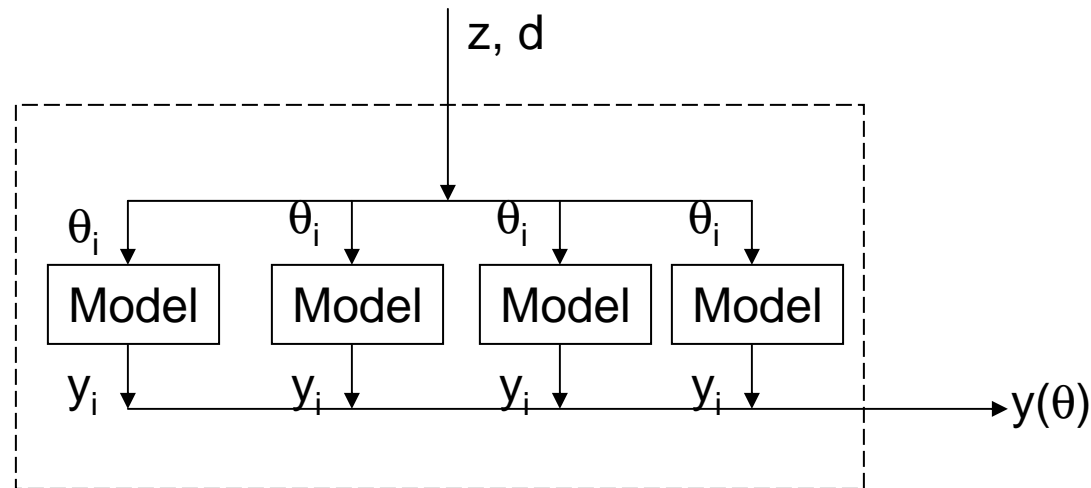 z, d
θi θi θi θi
Model Model Model Model
yi yi yi yi
y(θ)